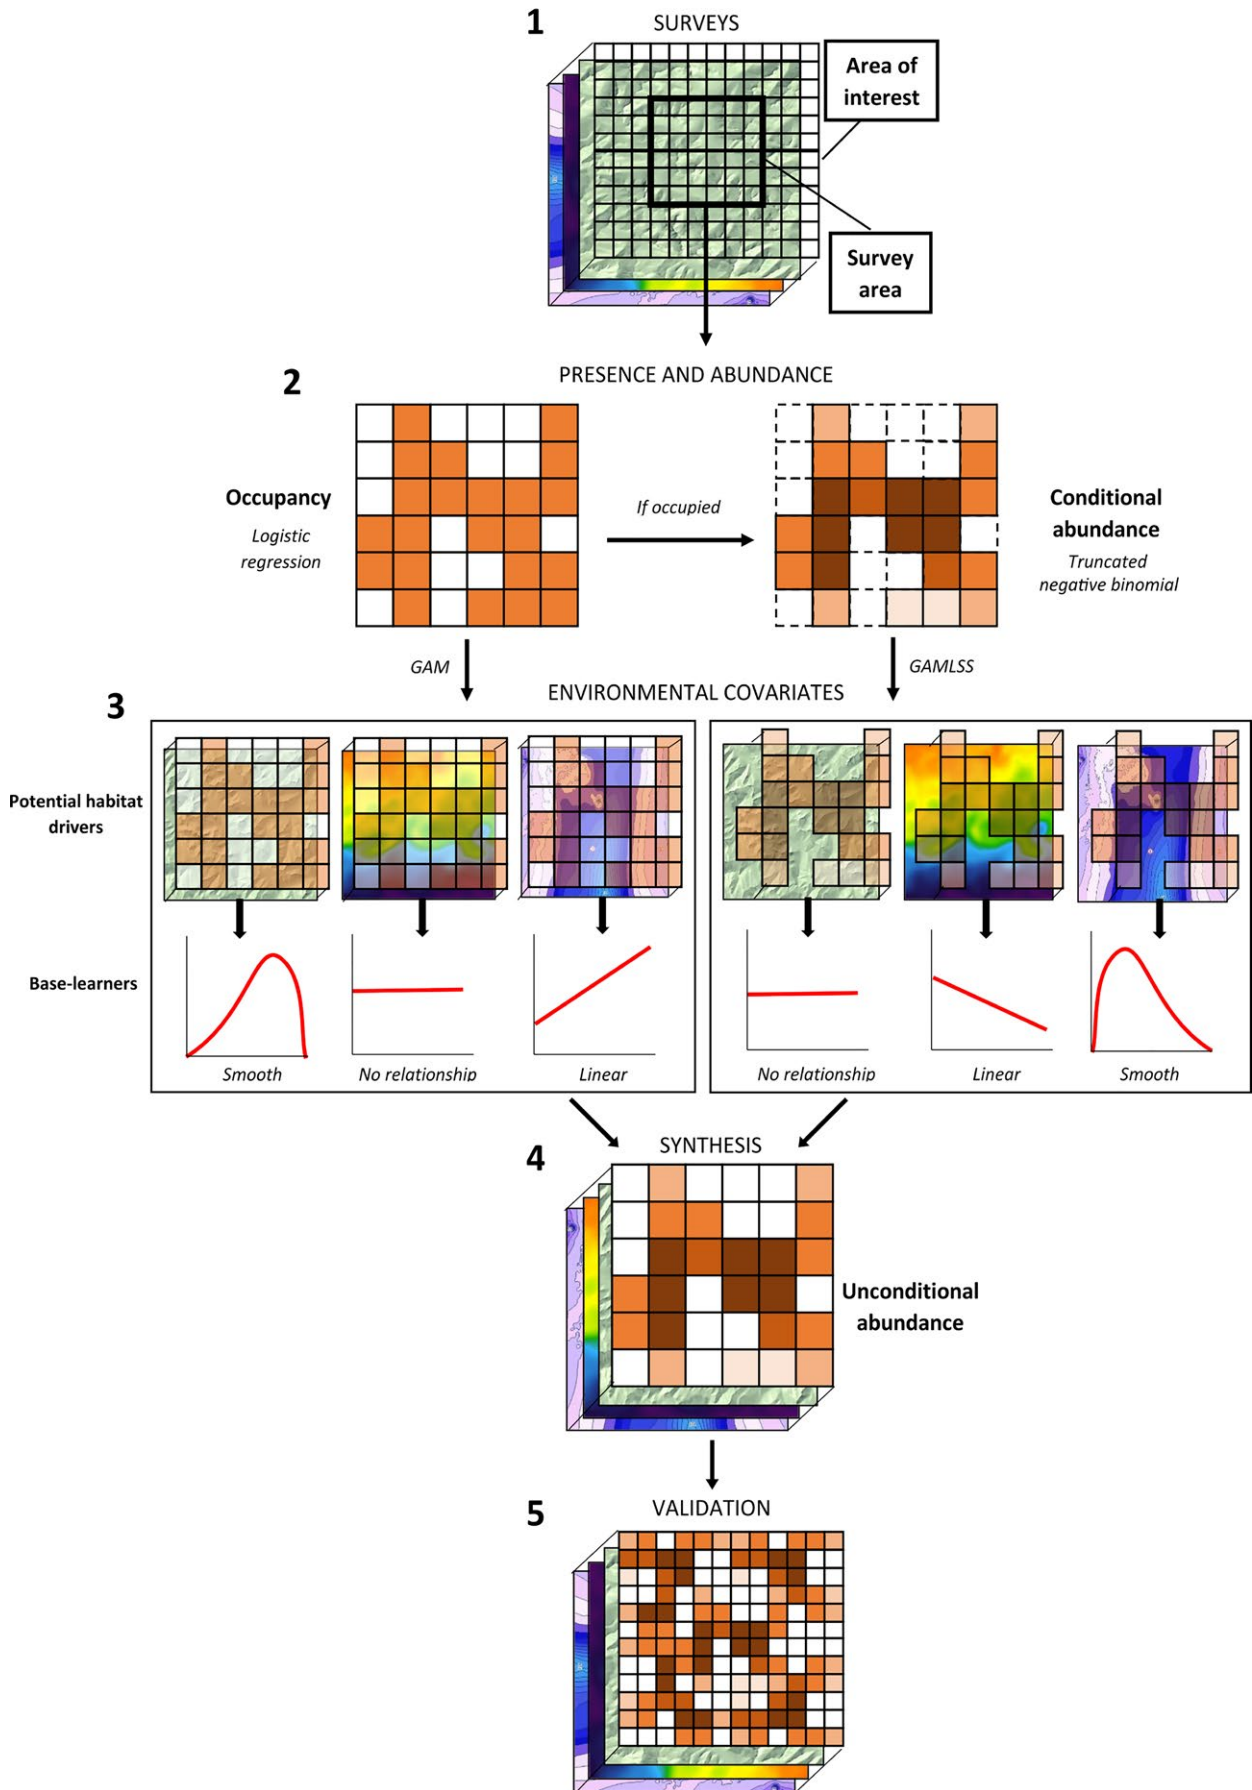 1
SURVEYS
Area of
interest
Survey
area
2
PRESENCE AND ABUNDANCE
Occupancy
Logistic
regression
If occupied
Conditional
abundance
Truncated
negative binomial
GAM
GAMLSS
3
ENVIRONMENTAL COVARIATES
Potential habitat
drivers
Base-learners
Smooth
No relationship
Linear
No relationship
Linear
Smooth
4
SYNTHESIS
Unconditional
abundance
5
VALIDATION